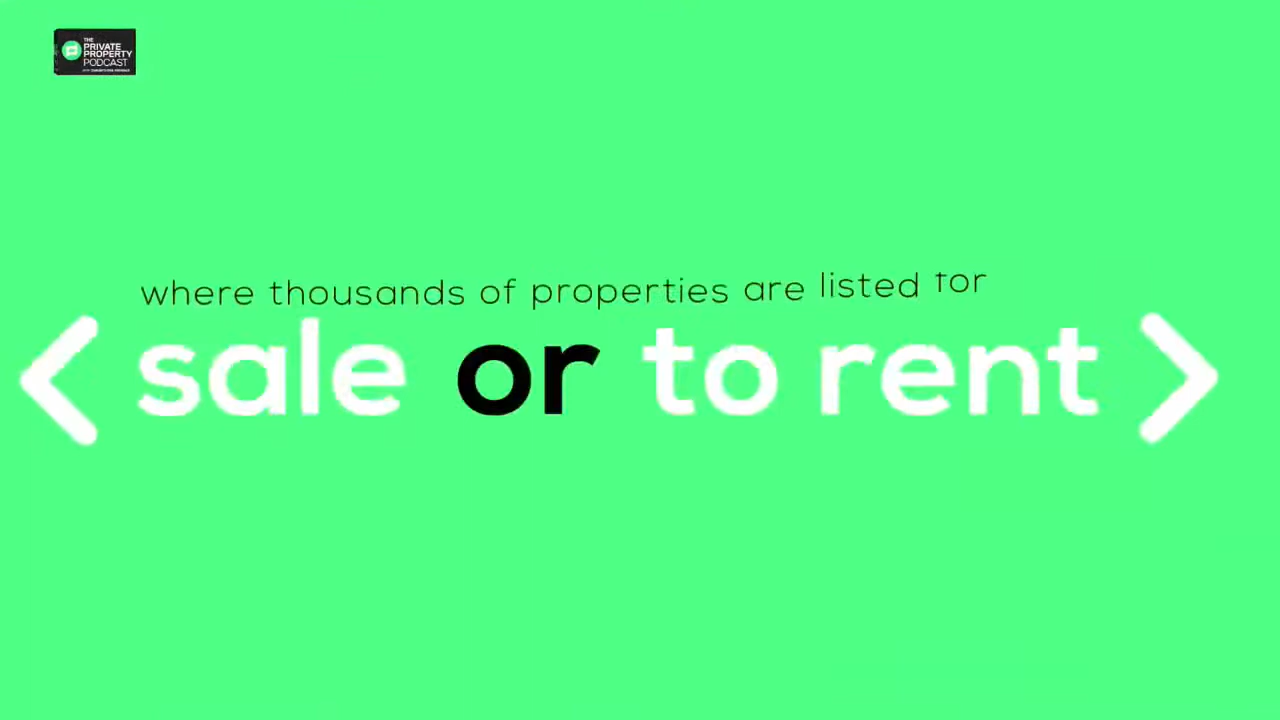 THE
PRIVATE
PROPERTY
PODCAST
where thousands of properties are listed for
< sale or to rent >